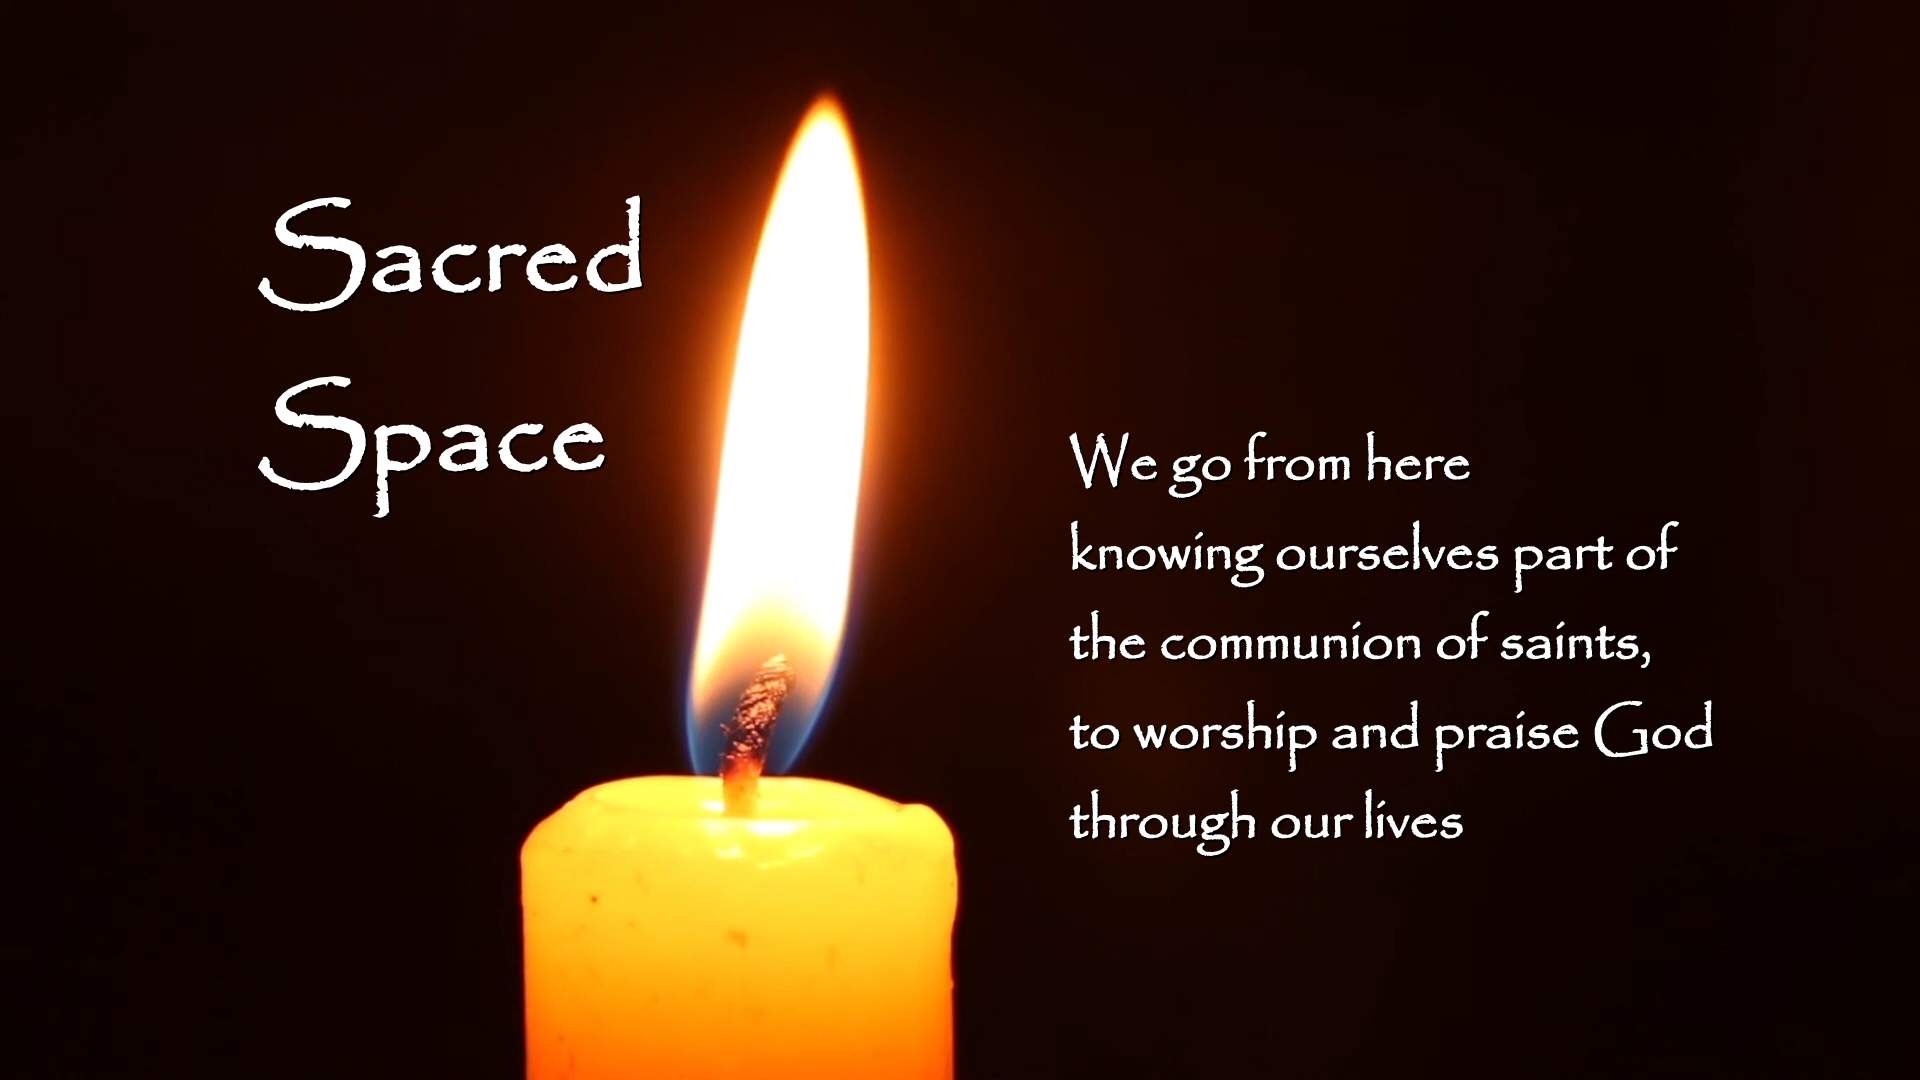 Sacred
Space
We go from here
knowing ourselves part of
the communion of saints,
to worship and praise God
through our lives